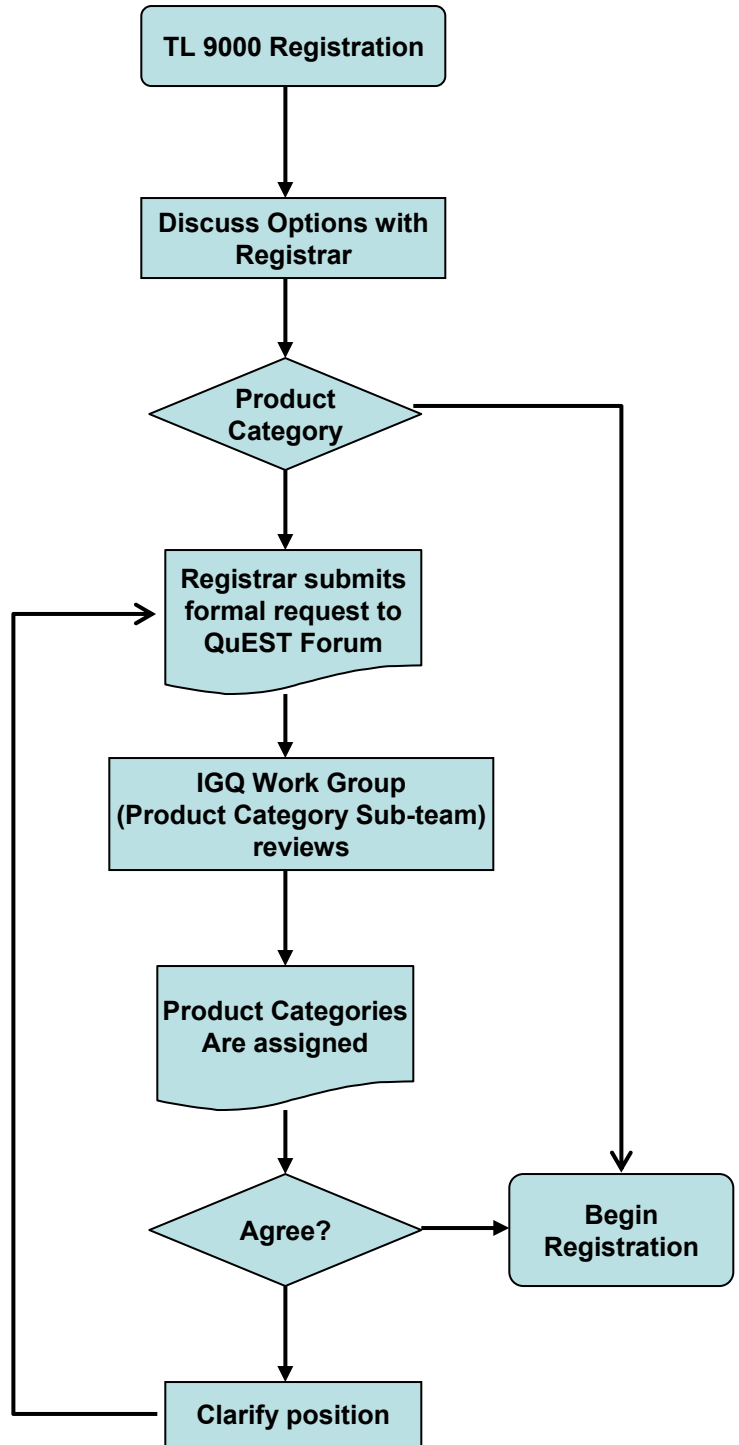 TL 9000 Registration
Discuss Options with
Registrar
Product
Category
Registrar submits
formal request to
QuEST Forum
IGQ Work Group
(Product Category Sub-team)
reviews
Product Categories
Are assigned
Agree?
Begin
Registration
Clarify position